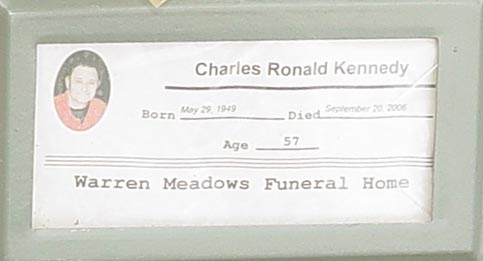 Charles Ronald Kennedy
Born May 29, 1949 Died September 20, 2006
Age 57
Warren Meadows Funeral Home